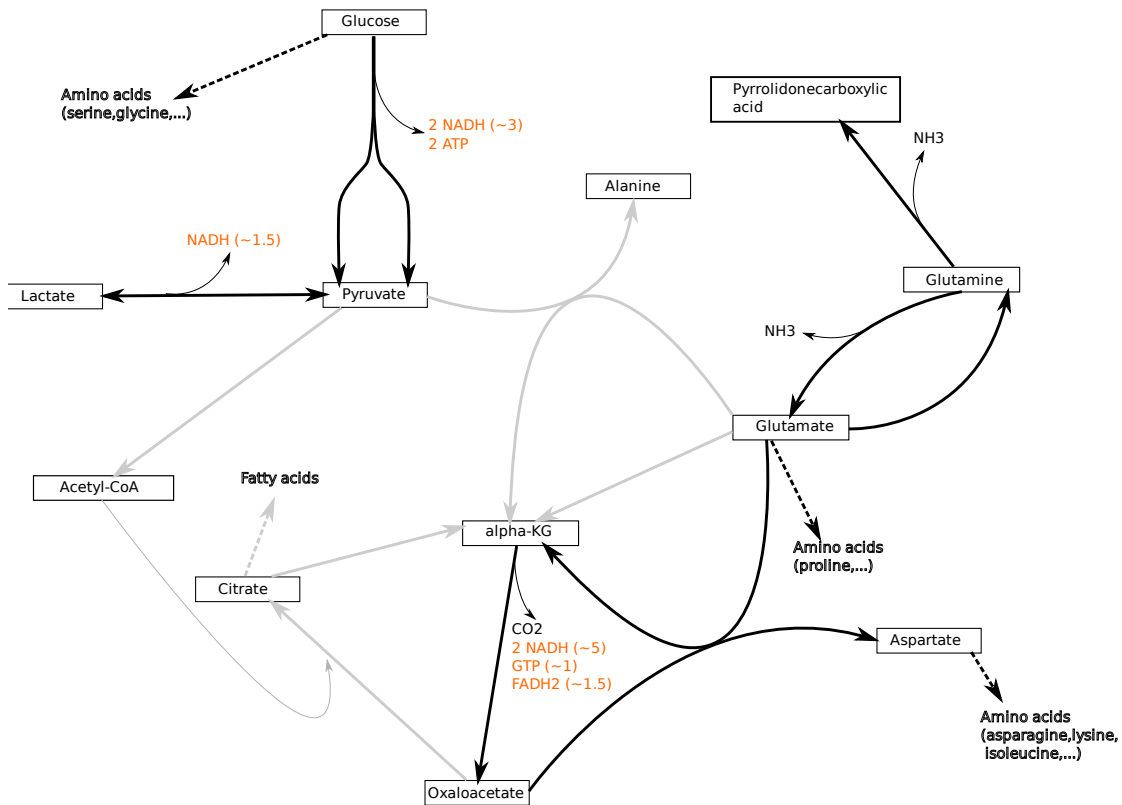 Glucose
Amino acids
(serine,glycine,...)
2 NADH (~3)
2 ATP
Pyrrolidonecarboxylic
acid
NH3
Alanine
NADH (~1.5)
Lactate
Pyruvate
Glutamine
NH3
Glutamate
Acetyl-CoA
Fatty acids
alpha-KG
Amino acids
(proline,...)
Citrate
CO2
2 NADH (~5)
GTP (~1)
FADH2 (~1.5)
Aspartate
Amino acids
(asparagine,lysine,
isoleucine,...)
Oxaloacetate